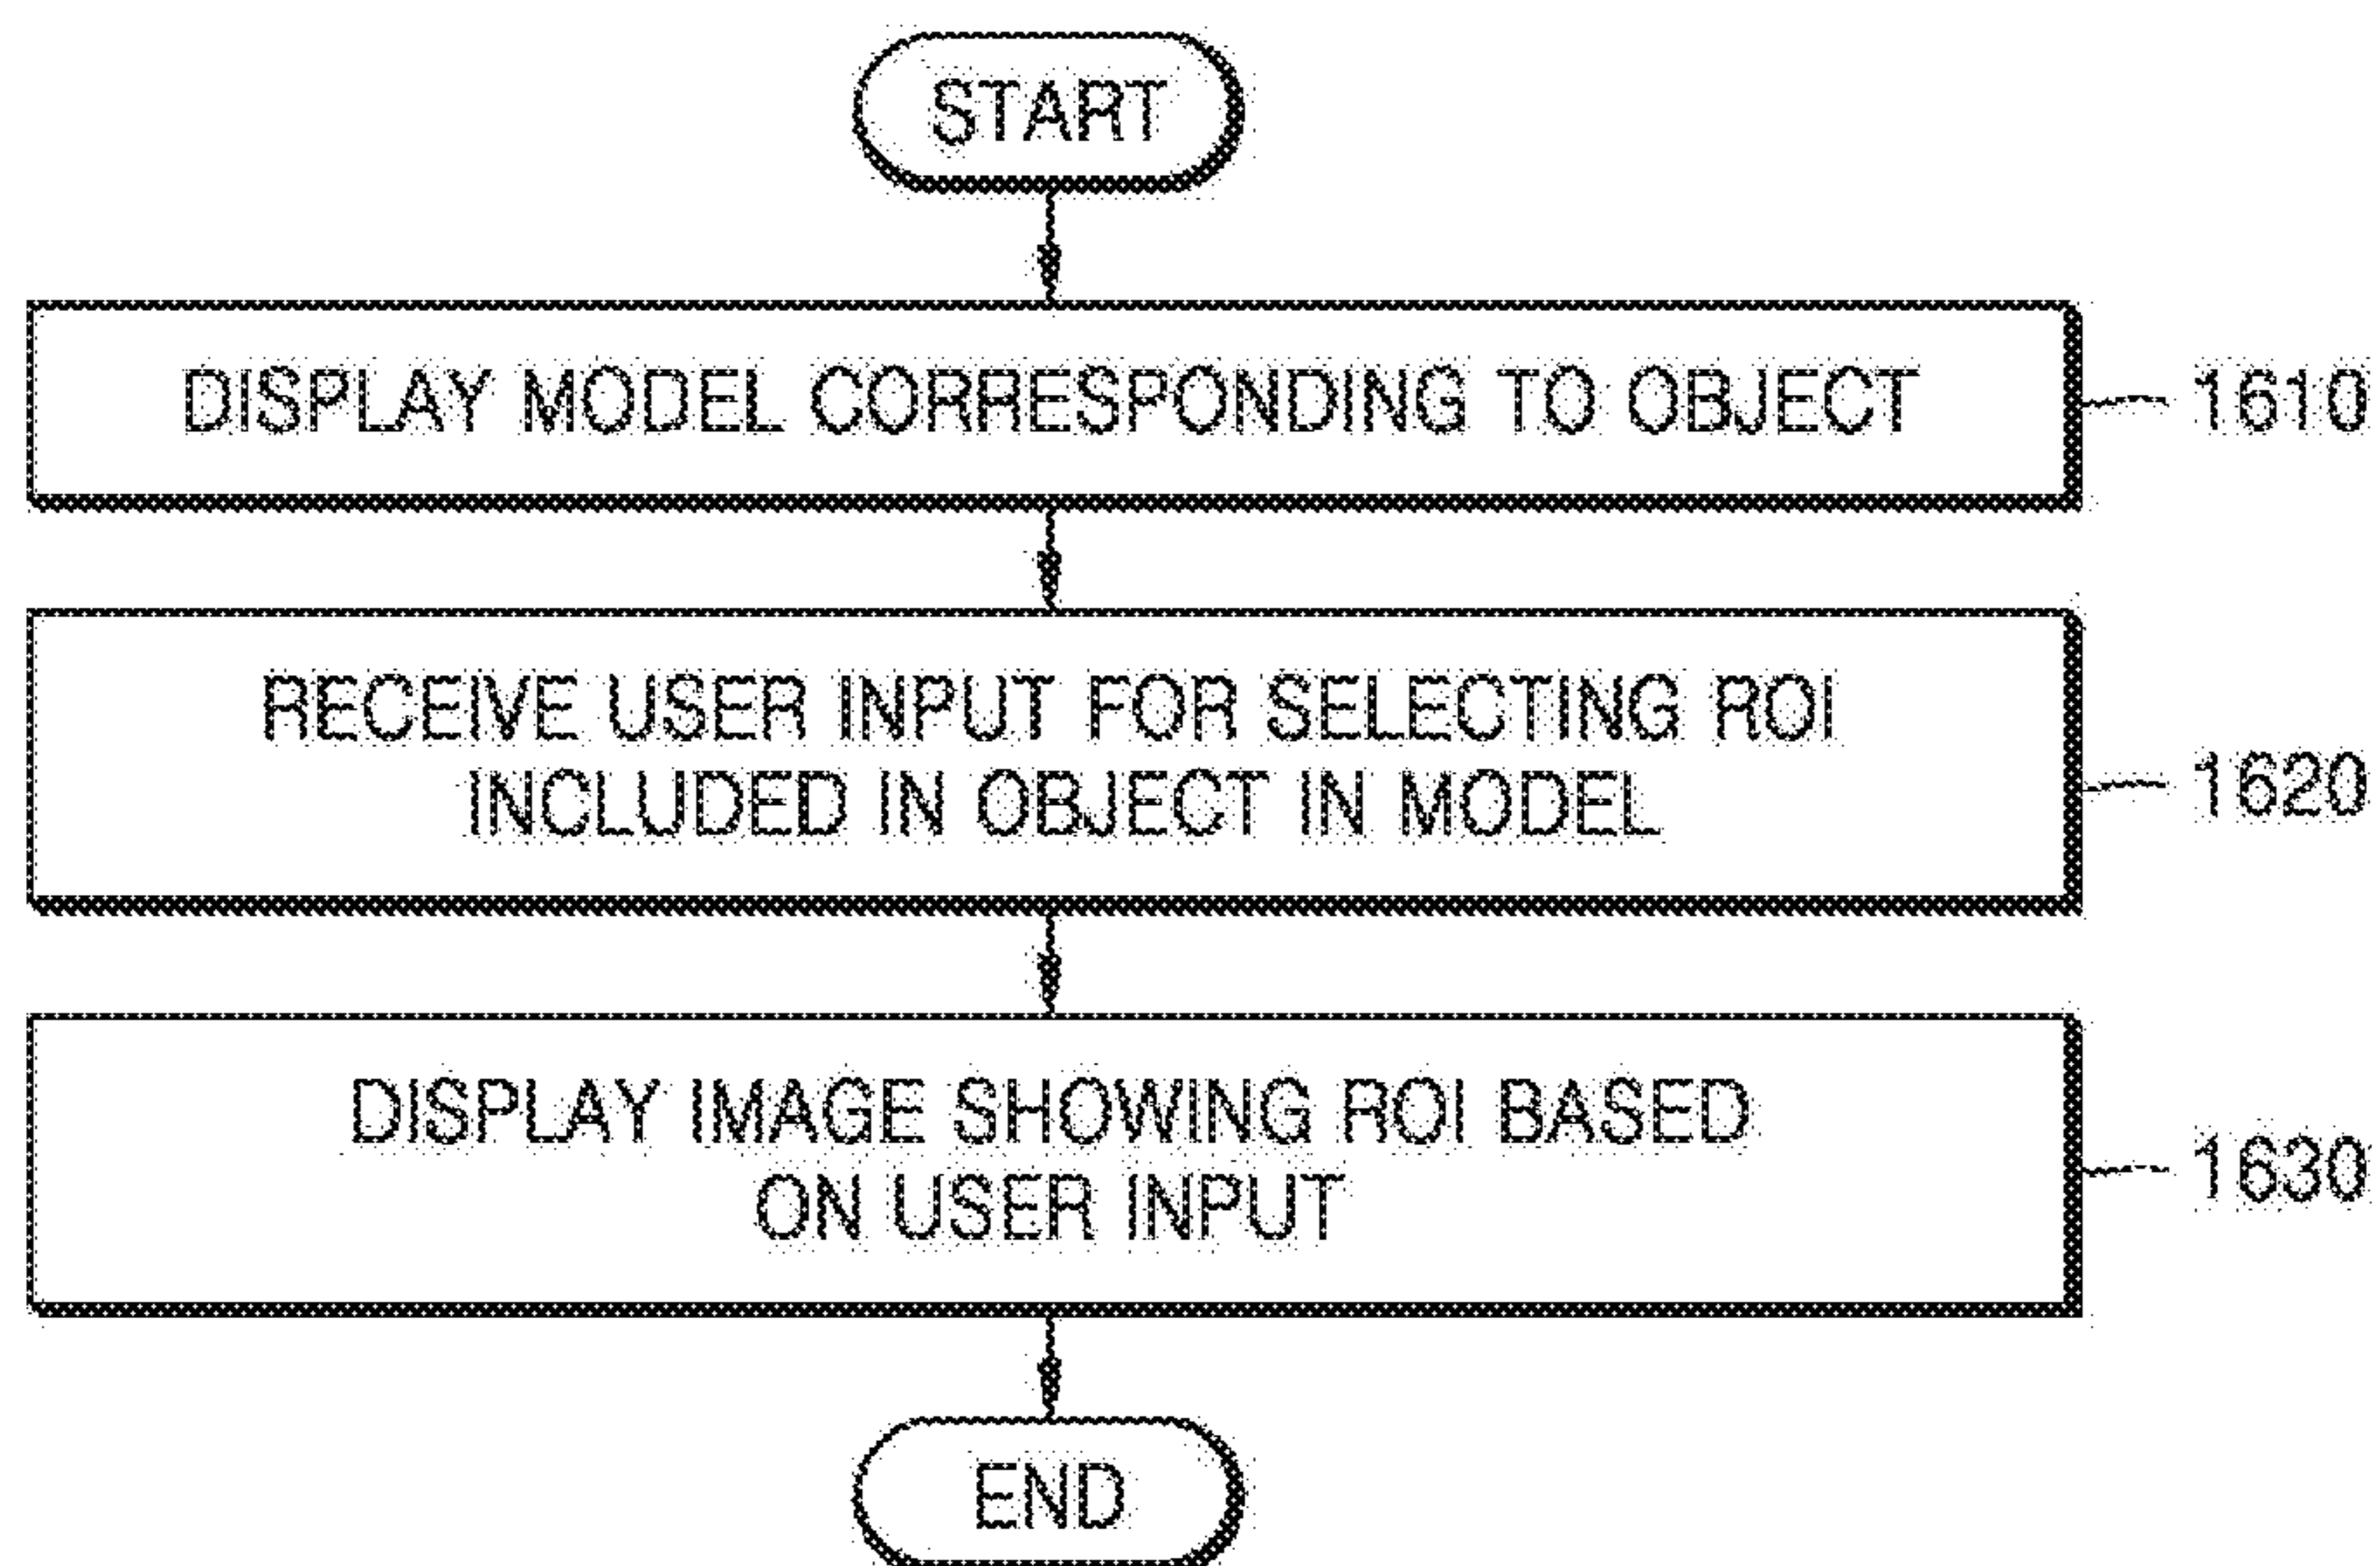 START
DISPLAY MODEL CORRESPONDING TO OBJECT
1610
RECEIVE USER INPUT FOR SELECTING ROI
INCLUDED IN OBJECT IN MODEL
1620
DISPLAY IMAGE SHOWING ROI BASED
ON USER INPUT
1630
END